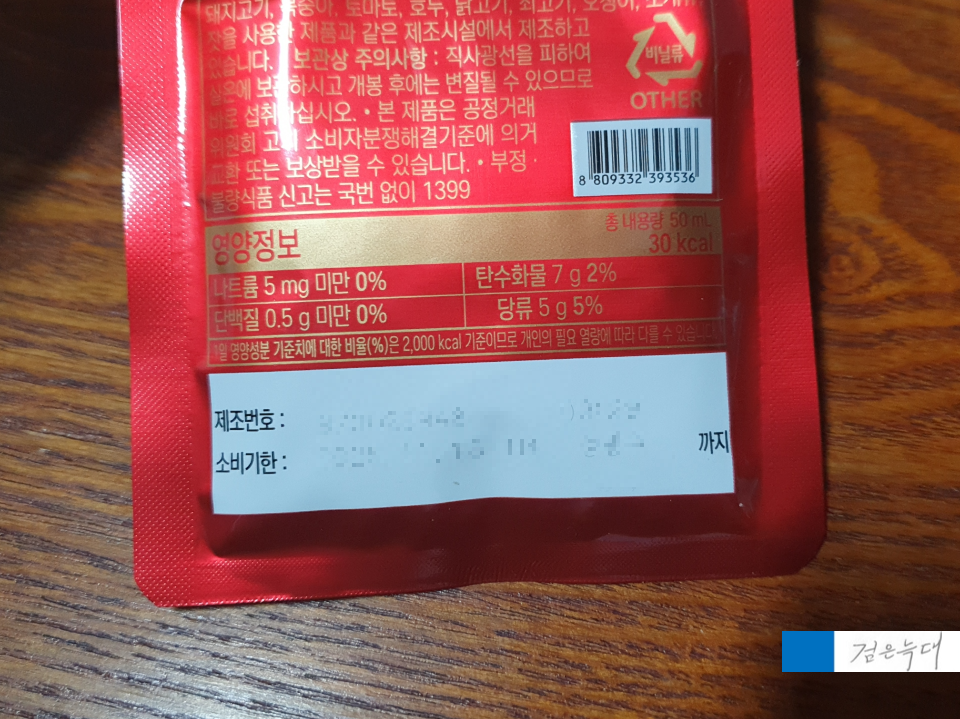 돼지고기, 복숭아, 토마토, 호두, 닭고기, 쇠고기, 오징어, 조개류,
잣을 사용한 제품과 같은 제조시설에서 제조하고
있습니다. 보관상 주의사항 : 직사광선을 피하여
실온에 보관하시고 개봉 후에는 변질될 수 있으므로
바로 섭취하십시오. • 본 제품은 공정거래
위원회 고시 소비자분쟁해결기준에 의거
교환 또는 보상받을 수 있습니다. • 부정 ·
불량식품 신고는 국번 없이 1399
비닐류
OTHER
8 809332 393536
영양정보
총 내용량 50 mL
30 kcal
나트륨 5 mg 미만 0%
탄수화물 7 g 2%
단백질 0.5 g 미만 0%
당류 5 g 5%
1일 영양성분 기준치에 대한 비율(%)은 2,000 kcal 기준이므로 개인의 필요 열량에 따라 다를 수 있습니다.
제조번호 :
소비기한 :
까지
검은늑대